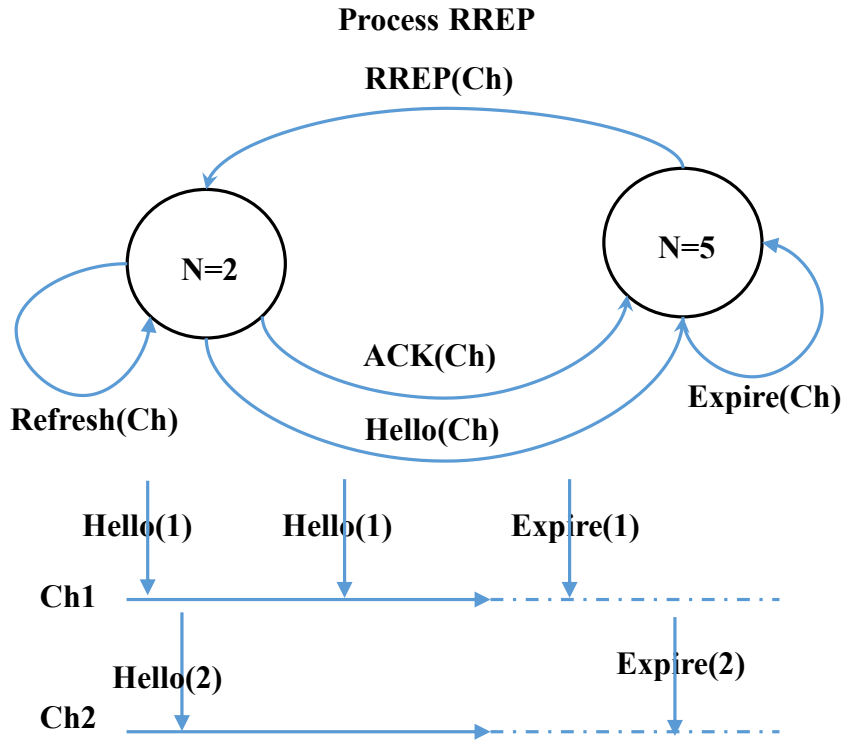 Process RREP
RREP(Ch)
N=2
N=5
ACK(Ch)
Expire(Ch)
Refresh(Ch)
Hello(Ch)
Hello(1)
Hello(1)
Expire(1)
Ch1
Hello(2)
Expire(2)
Ch2